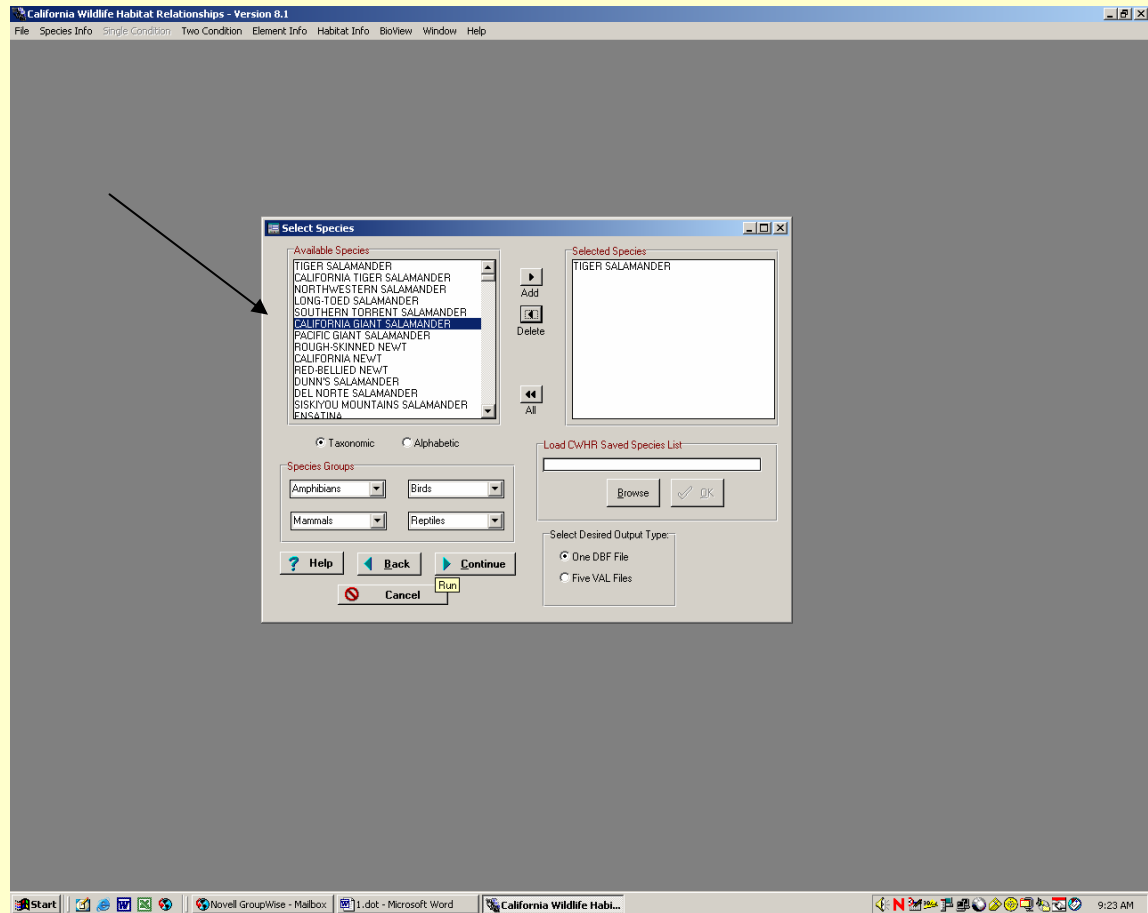 California Wildlife Habitat Relationships - Version 8.1
File Species Info Single Condition Two Condition Element Info Habitat Info BioView Window Help
Select Species
Available Species
TIGER SALAMANDER
CALIFORNIA TIGER SALAMANDER
NORTHWESTERN SALAMANDER
LONG-TOED SALAMANDER
SOUTHERN TORRENT SALAMANDER
CALIFORNIA GIANT SALAMANDER
PACIFIC GIANT SALAMANDER
ROUGH-SKINNED NEWT
CALIFORNIA NEWT
RED-BELLIED NEWT
DUNN'S SALAMANDER
DEL NORTE SALAMANDER
SISKIYOU MOUNTAINS SALAMANDER
ENSATINA
Add
Delete
All
Selected Species
TIGER SALAMANDER
Taxonomic Alphabetic
Species Groups
Amphibians Birds
Mammals Reptiles
Load CWHR Saved Species List
Browse OK
Select Desired Output Type:
One DBF File
Five VAL Files
? Help Back Continue
Run
Cancel
Start Novell GroupWise - Mailbox 1.dot - Microsoft Word California Wildlife Habi... 9:23 AM